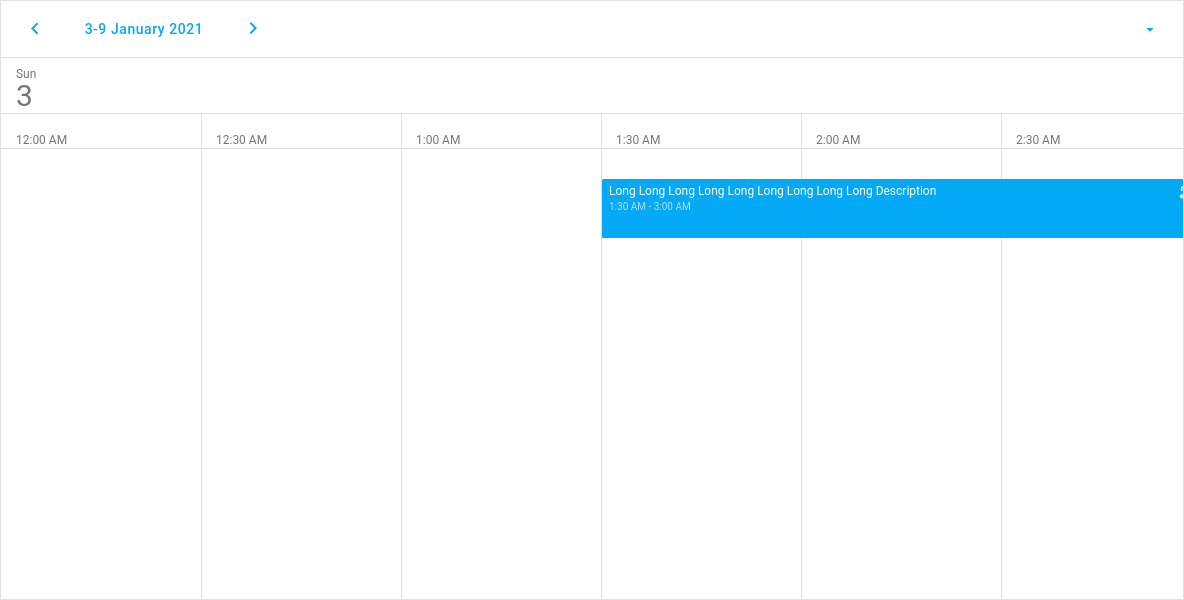 3-9 January 2021
Sun
3
12:00 AM 12:30 AM 1:00 AM 1:30 AM 2:00 AM 2:30 AM
Long Long Long Long Long Long Long Long Long Description
1:30 AM - 3:00 AM